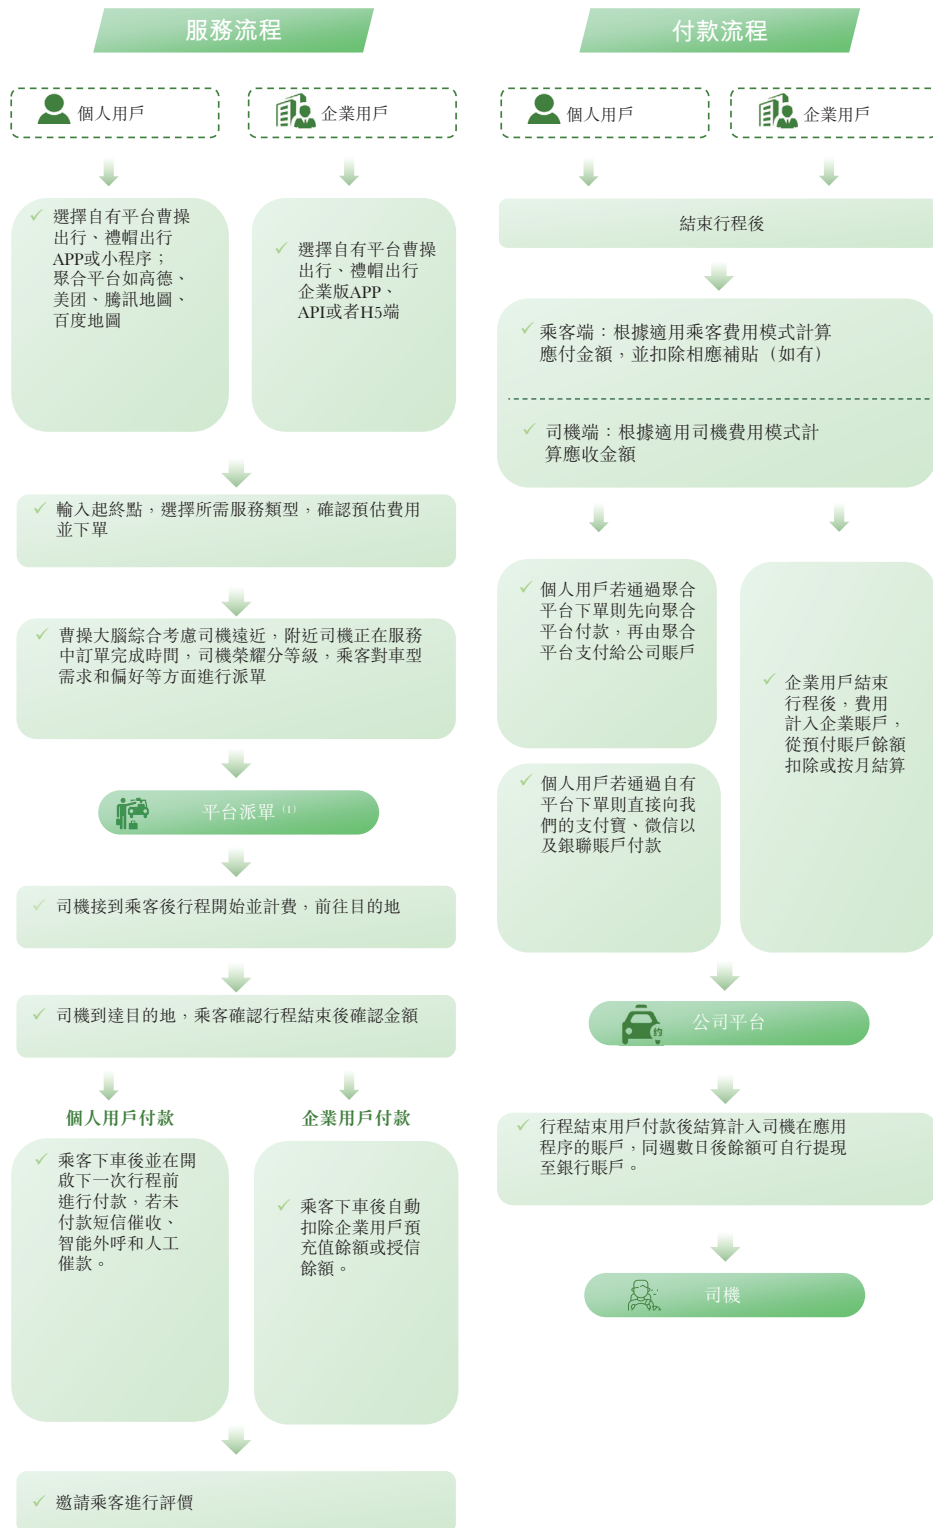 服務流程
個人用戶
企業用戶
選擇自有平台曹操
出行、禮帽出行
APP或小程序；
聚合平台如高德、
美团、騰訊地圖、
百度地圖
選擇自有平台曹操
出行、禮帽出行
企業版APP、
API或者H5端
輸入起終點，選擇所需服務類型，確認預估費用
並下單
曹操大腦綜合考慮司機遠近，附近司機正在服務
中訂單完成時間，司機榮耀分等級，乘客對車型
需求和偏好等方面進行派單
平台派單 (1)
司機接到乘客後行程開始並計費，前往目的地
司機到達目的地，乘客確認行程結束後確認金額
個人用戶付款
企業用戶付款
乘客下車後並在開
啟下一次行程前
進行付款，若未
付款短信催收、
智能外呼和人工
催款。
乘客下車後自動
扣除企業用戶預
充值餘額或授信
餘額。
邀請乘客進行評價
付款流程
個人用戶
企業用戶
結束行程後
乘客端：根據適用乘客費用模式計算
應付金額，並扣除相應補貼（如有）
司機端：根據適用司機費用模式計
算應收金額
個人用戶若通過聚合
平台下單則先向聚合
平台付款，再由聚合
平台支付給公司賬戶
個人用戶若通過自有
平台下單則直接向我
們的支付寶、微信以
及銀聯賬戶付款
企業用戶結束
行程後，費用
計入企業賬戶，
從預付賬戶餘額
扣除或按月結算
約
公司平台
行程結束用戶付款後結算計入司機在應用
程序的賬戶，同週數日後餘額可自行提現
至銀行賬戶。
司機